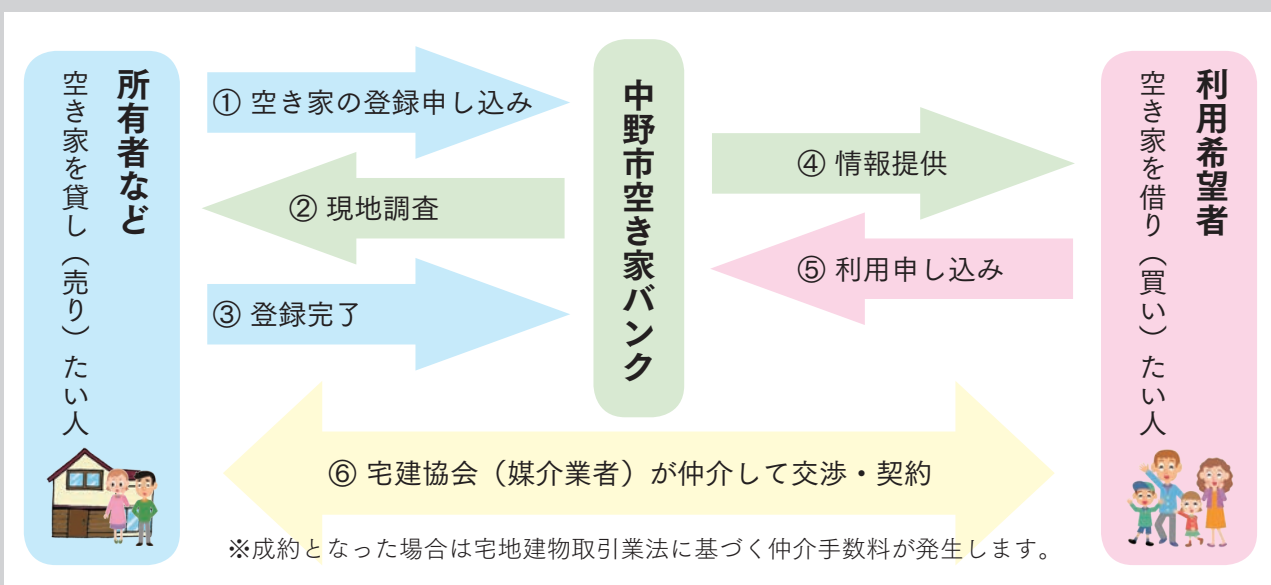 所有者など
空き家を貸し（売り）たい人
① 空き家の登録申し込み
② 現地調査
③ 登録完了
中野市空き家バンク
④ 情報提供
⑤ 利用申し込み
利用希望者
空き家を借り（買い）たい人
⑥ 宅建協会（媒介業者）が仲介して交渉・契約
※成約となった場合は宅地建物取引業法に基づく仲介手数料が発生します。